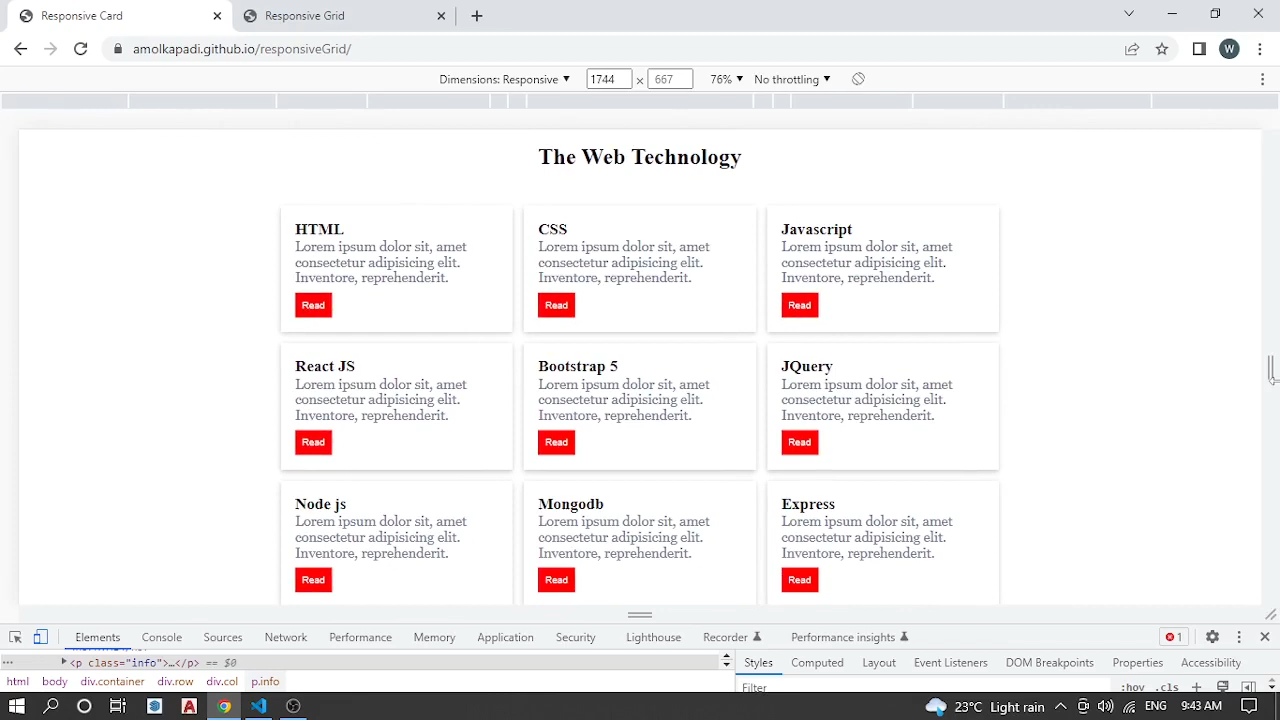 Responsive Card
Responsive Grid
amolkapadi.github.io/responsiveGrid/
W
Dimensions: Responsive
1744 × 667
76%
No throttling
The Web Technology
HTML
Lorem ipsum dolor sit, amet
consectetur adipisicing elit.
Inventore, reprehenderit.
Read
CSS
Lorem ipsum dolor sit, amet
consectetur adipisicing elit.
Inventore, reprehenderit.
Read
Javascript
Lorem ipsum dolor sit, amet
consectetur adipisicing elit.
Inventore, reprehenderit.
Read
React JS
Lorem ipsum dolor sit, amet
consectetur adipisicing elit.
Inventore, reprehenderit.
Read
Bootstrap 5
Lorem ipsum dolor sit, amet
consectetur adipisicing elit.
Inventore, reprehenderit.
Read
JQuery
Lorem ipsum dolor sit, amet
consectetur adipisicing elit.
Inventore, reprehenderit.
Read
Node js
Lorem ipsum dolor sit, amet
consectetur adipisicing elit.
Inventore, reprehenderit.
Read
Mongodb
Lorem ipsum dolor sit, amet
consectetur adipisicing elit.
Inventore, reprehenderit.
Read
Express
Lorem ipsum dolor sit, amet
consectetur adipisicing elit.
Inventore, reprehenderit.
Read
Elements Console Sources Network Performance Memory Application Security Lighthouse Recorder Performance insights 1
... <p class="info">…</p> == $0
html body div.container div.row div.col p.info
Styles Computed Layout Event Listeners DOM Breakpoints Properties Accessibility
Filter :hov .cls
23°C Light rain ENG 9:43 AM